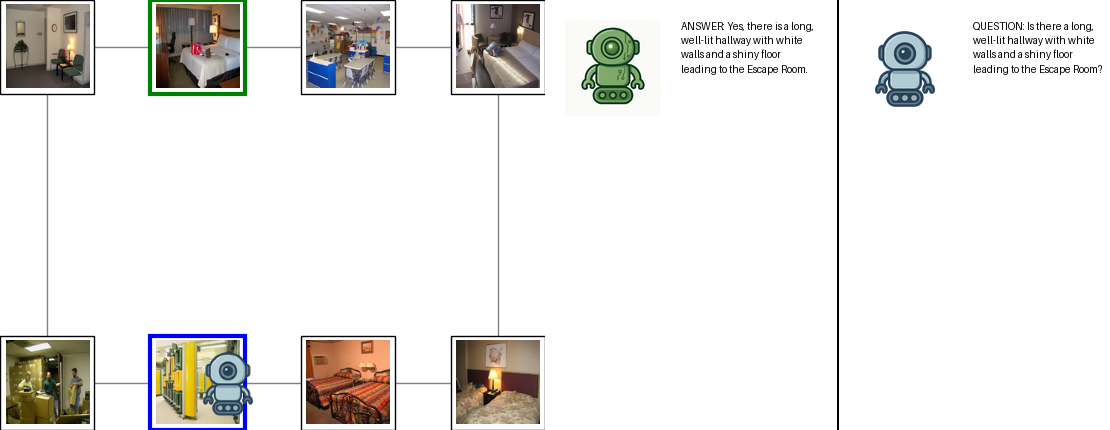 ANSWER: Yes, there is a long,
well-lit hallway with white
walls and a shiny floor
leading to the Escape Room.
QUESTION: Is there a long,
well-lit hallway with white
walls and a shiny floor
leading to the Escape Room?